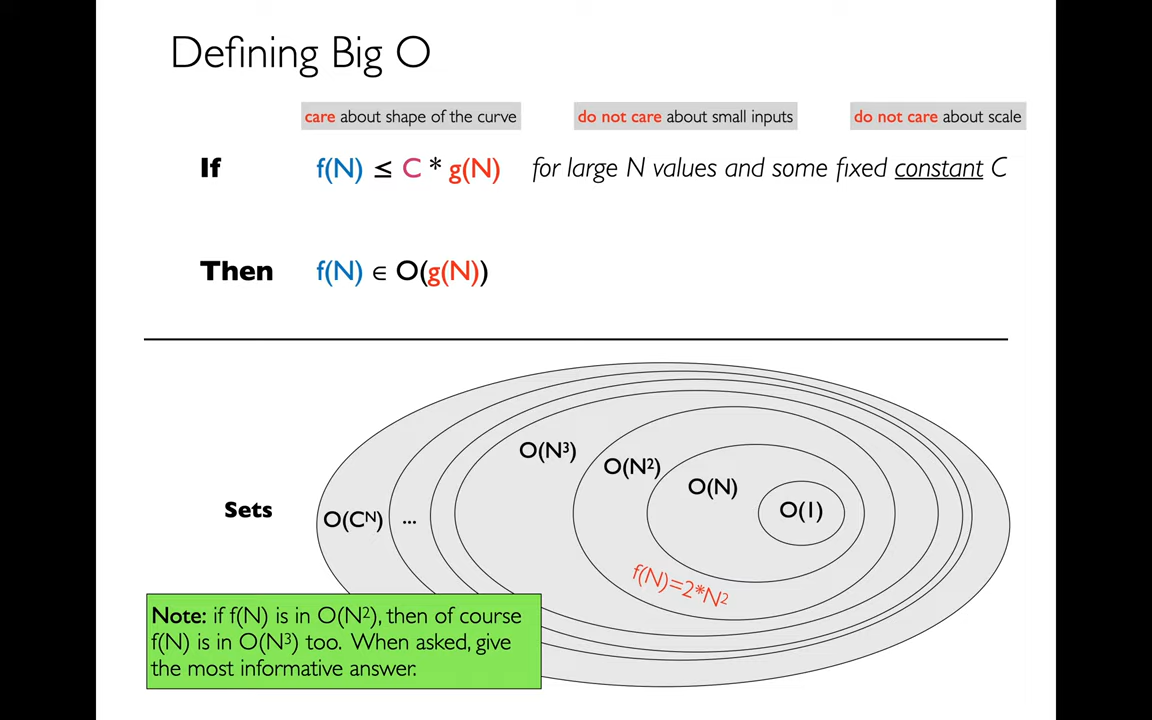 Defining Big O
care about shape of the curve
do not care about small inputs
do not care about scale
If f(N) ≤ C * g(N) for large N values and some fixed constant C
Then f(N) ∈ O(g(N))
Sets
O(Cᴺ)
...
O(N³)
O(N²)
O(N)
O(1)
f(N)=2*N²
Note: if f(N) is in O(N²), then of course
f(N) is in O(N³) too. When asked, give
the most informative answer.